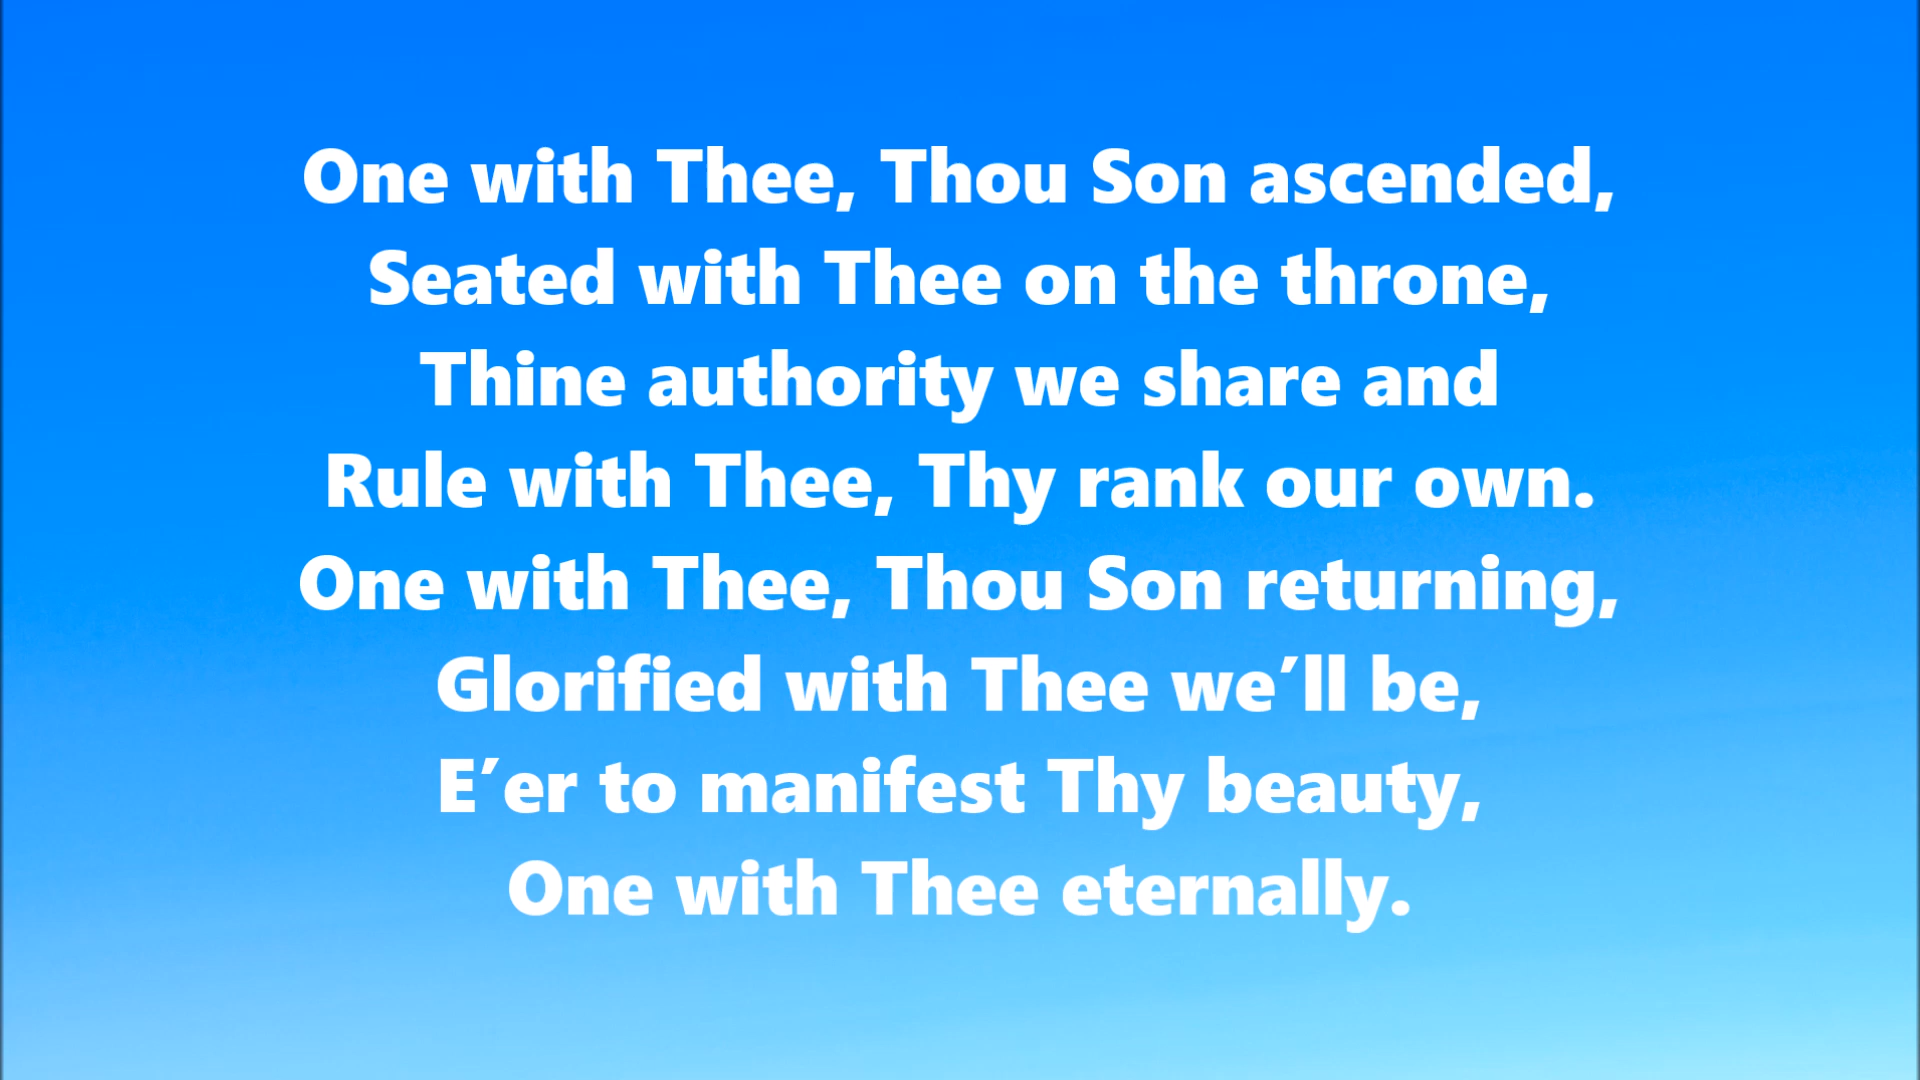 One with Thee, Thou Son ascended,
Seated with Thee on the throne,
Thine authority we share and
Rule with Thee, Thy rank our own.
One with Thee, Thou Son returning,
Glorified with Thee we′ll be,
E′er to manifest Thy beauty,
One with Thee eternally.